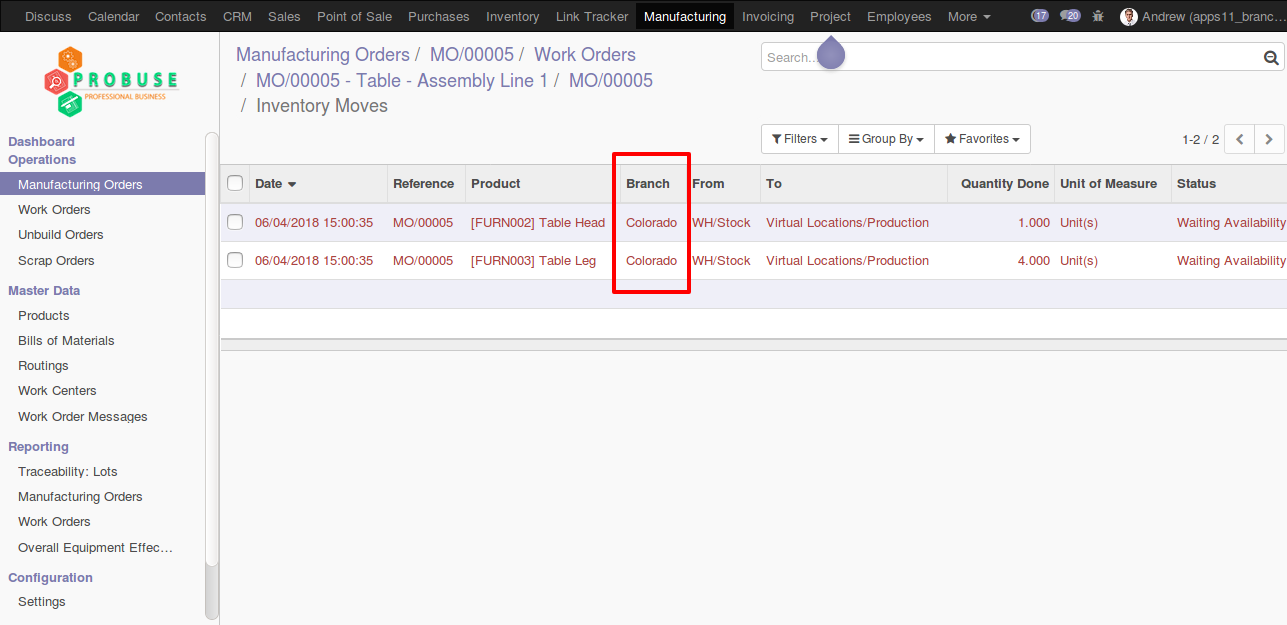 Discuss Calendar Contacts CRM Sales Point of Sale Purchases Inventory Link Tracker Manufacturing Invoicing Project Employees More 17 20 Andrew (apps11_branc...
PROBUSE
PROFESSIONAL BUSINESS
Dashboard
Operations
Manufacturing Orders
Work Orders
Unbuild Orders
Scrap Orders
Master Data
Products
Bills of Materials
Routings
Work Centers
Work Order Messages
Reporting
Traceability: Lots
Manufacturing Orders
Work Orders
Overall Equipment Effec...
Configuration
Settings
Manufacturing Orders / MO/00005 / Work Orders
/ MO/00005 - Table - Assembly Line 1 / MO/00005
/ Inventory Moves
Search...
Filters Group By Favorites 1-2 / 2
Date Reference Product Branch From To Quantity Done Unit of Measure Status
06/04/2018 15:00:35 MO/00005 [FURN002] Table Head Colorado WH/Stock Virtual Locations/Production 1.000 Unit(s) Waiting Availability
06/04/2018 15:00:35 MO/00005 [FURN003] Table Leg Colorado WH/Stock Virtual Locations/Production 4.000 Unit(s) Waiting Availability